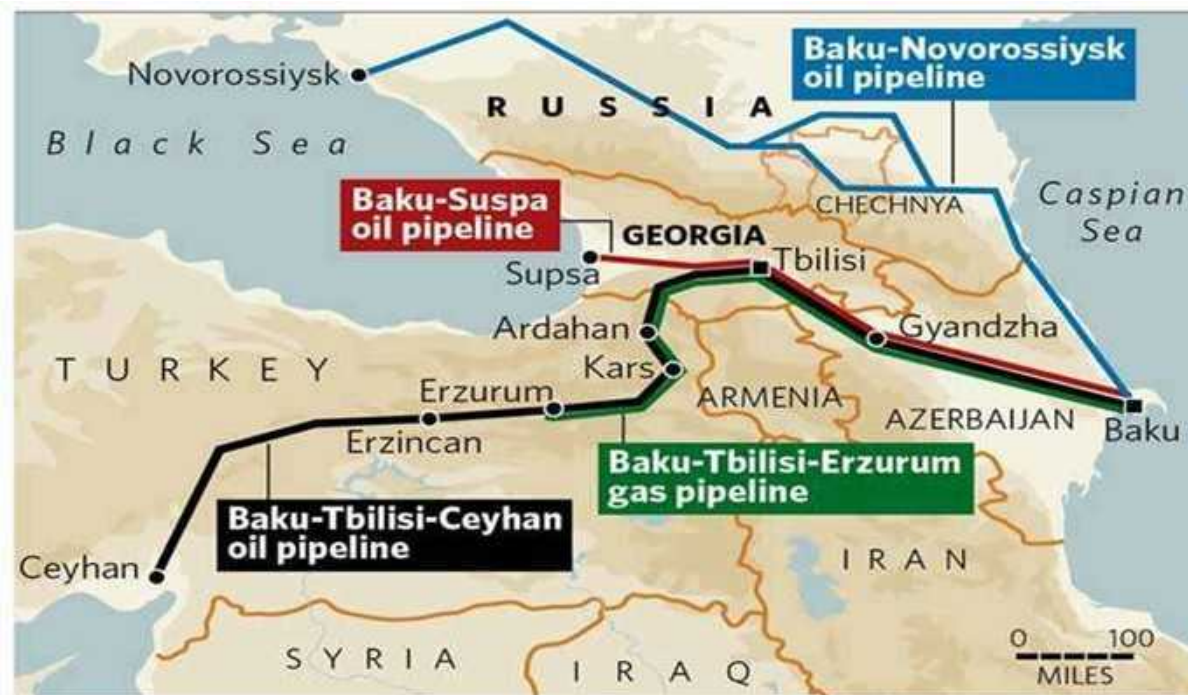 Baku-Novorossiysk
oil pipeline
Novorossiysk
RUSSIA
Black Sea
Caspian
Sea
CHECHNYA
Baku-Suspa
oil pipeline
GEORGIA
Supsa
Tbilisi
Ardahan
Gyandzha
TURKEY
Kars
Erzurum
ARMENIA
AZERBAIJAN
Baku
Erzincan
Baku-Tbilisi-Erzurum
gas pipeline
Baku-Tbilisi-Ceyhan
oil pipeline
Ceyhan
IRAN
SYRIA
IRAQ
0 100
MILES